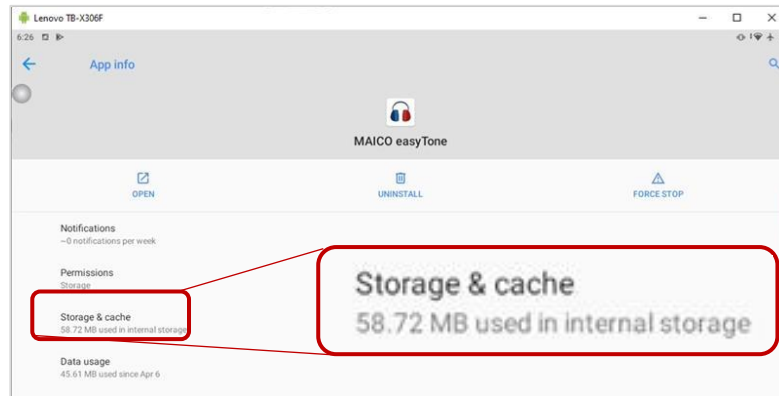 Lenovo TB-X306F
6:26
App info
MAICO easyTone
OPEN UNINSTALL FORCE STOP
Notifications
~0 notifications per week
Permissions
Storage
Storage & cache
58.72 MB used in internal storage
Storage & cache
58.72 MB used in internal storage
Data usage
45.61 MB used since Apr 6